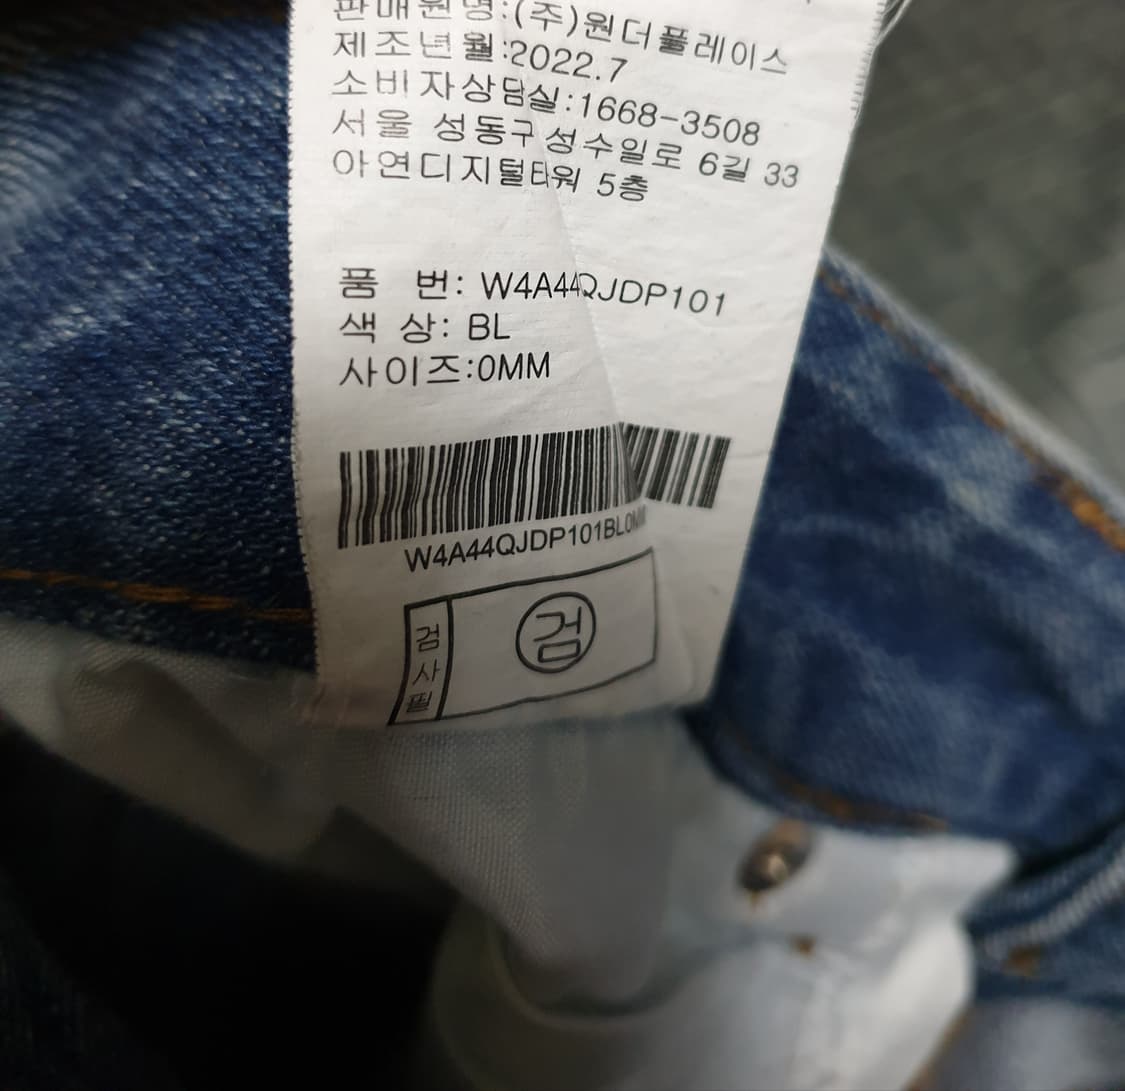 판매원명:(주)원더플레이스
제조년월:2022.7
소비자상담실:1668-3508
서울 성동구 성수일로 6길 33
아연디지털타워 5층
품 번: W4A44QJDP101
색 상: BL
사이즈:0MM
W4A44QJDP101BL0MM
검사필
검